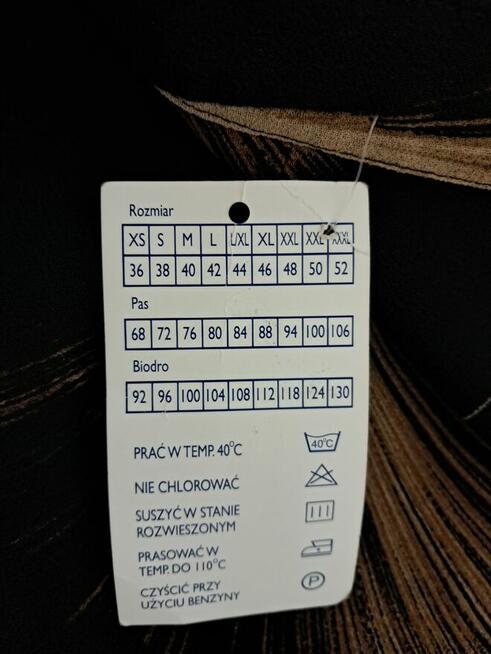 Rozmiar
XS S M L L/XL XL XXL XXL XXXL
36 38 40 42 44 46 48 50 52
Pas
68 72 76 80 84 88 94 100 106
Biodro
92 96 100 104 108 112 118 124 130
PRAĆ W TEMP. 40°C 40°C
NIE CHLOROWAĆ
SUSZYĆ W STANIE
ROZWIESZONYM
PRASOWAĆ W
TEMP. DO 110°C
CZYŚCIĆ PRZY
UŻYCIU BENZYNY P